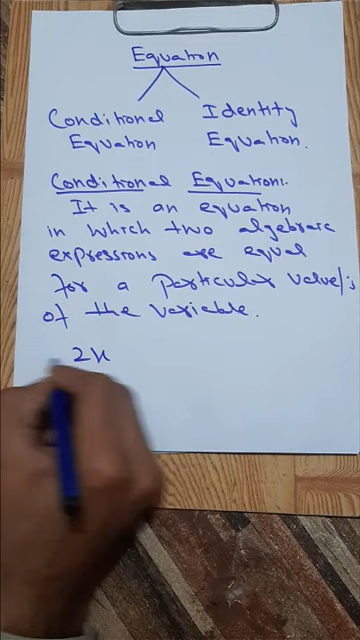 Equation
Conditional Identity
Equation Equation.
Conditional Equation:
It is an equation
in which two algebraic
expressions are equal
for a particular value/s
of the variable.
2x